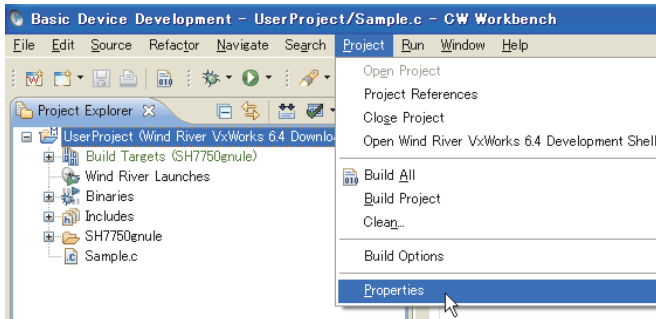 Basic Device Development - UserProject/Sample.c - CW Workbench
File Edit Source Refactor Navigate Search Project Run Window Help
Project Explorer
UserProject (Wind River VxWorks 6.4 Downlo
Build Targets (SH7750gnule)
Wind River Launches
Binaries
Includes
SH7750gnule
Sample.c
Open Project
Project References
Close Project
Open Wind River VxWorks 6.4 Development Shell
Build All
Build Project
Clean...
Build Options
Properties